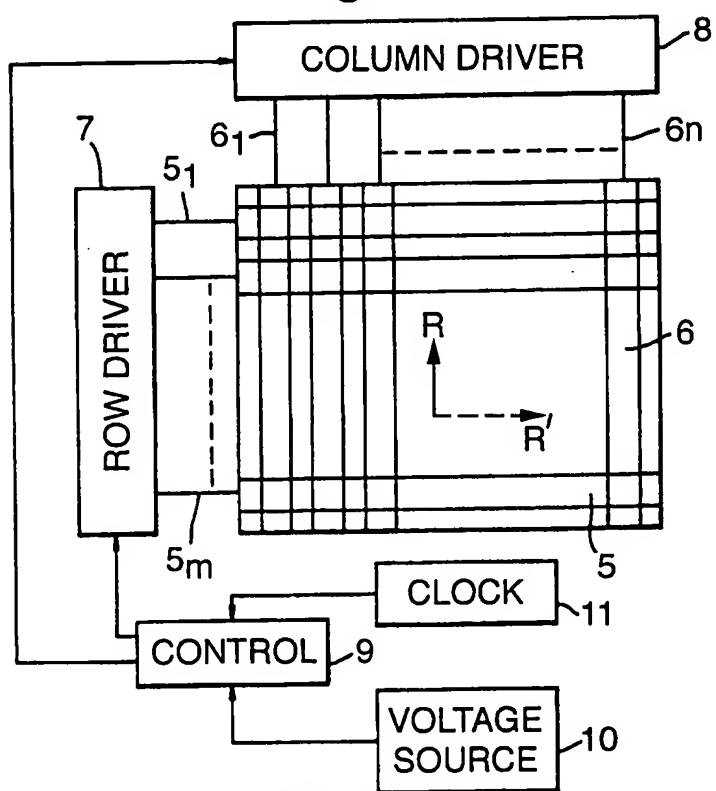 COLUMN DRIVER
8
6₁
6n
7
5₁
ROW DRIVER
R
R'
6
5
5m
CLOCK
11
CONTROL
9
VOLTAGE
SOURCE
10